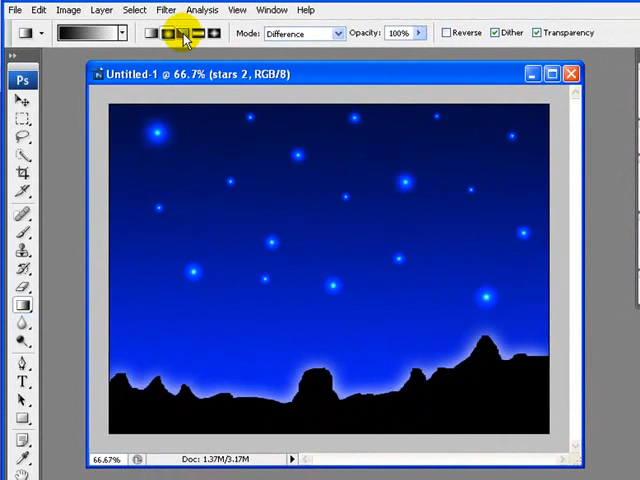 File Edit Image Layer Select Filter Analysis View Window Help
Mode: Difference Opacity: 100% Reverse Dither Transparency
Ps
Untitled-1 @ 66.7% (stars 2, RGB/8)
T
66.67% Doc: 1.37M/3.17M